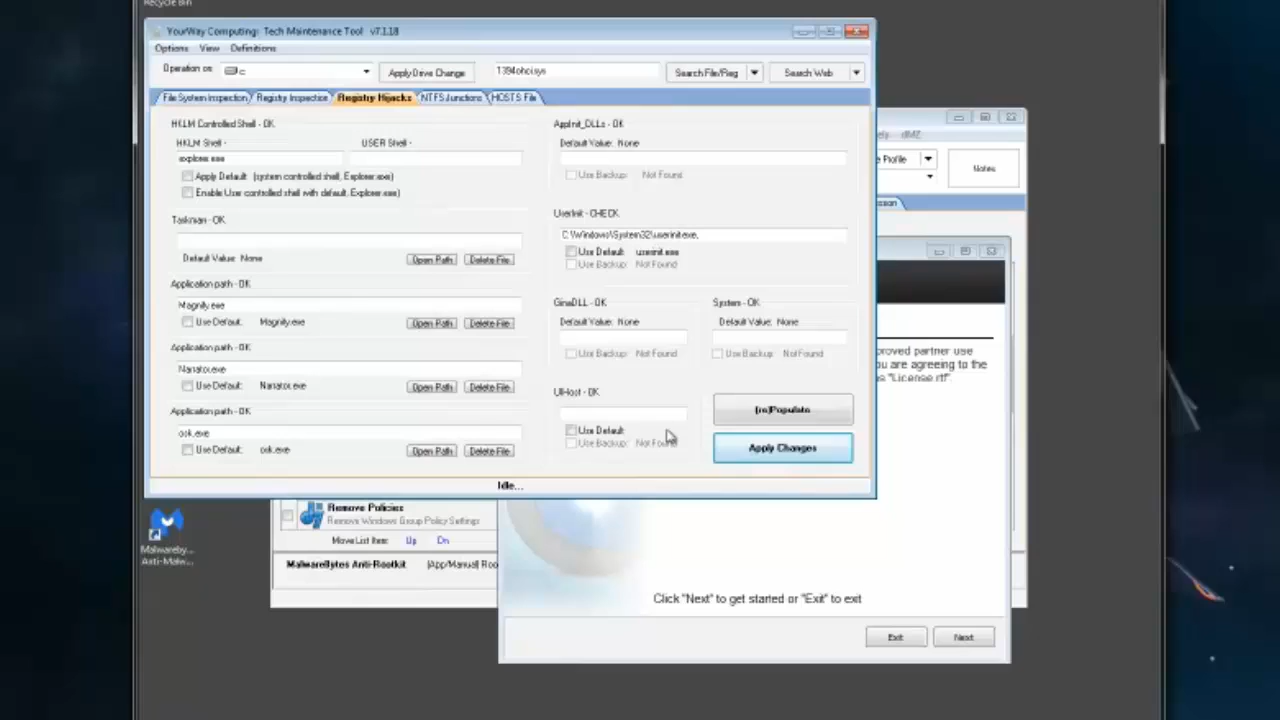 Recycle Bin
YourWay Computing: Tech Maintenance Tool v7.1.18
Options View Definitions
Operation on: c: Apply Drive Change 1394ohci.sys Search File/Reg Search Web
File System Inspection Registry Inspection Registry Hijacks NTFS Junctions HOSTS File
HKLM Controlled Shell - OK
HKLM Shell - USER Shell -
explorer.exe
Apply Default (system controlled shell, Explorer.exe)
Enable User controlled shell with default, Explorer.exe)
Taskman - OK
Default Value: None Open Path Delete File
Application path - OK
Magnify.exe
Use Default: Magnify.exe Open Path Delete File
Application path - OK
Narrator.exe
Use Default: Narrator.exe Open Path Delete File
Application path - OK
osk.exe
Use Default: osk.exe Open Path Delete File
AppInit_DLLs - OK
Default Value: None
Use Backup: Not Found
UserInit - CHECK
C:\Windows\System32\userinit.exe,
Use Default: userinit.exe
Use Backup: Not Found
GinaDLL - OK System - OK
Default Value: None Default Value: None
Use Backup: Not Found Use Backup: Not Found
UIHost - OK
Use Default
Use Backup: Not Found
(re)Populate
Apply Changes
Idle...
e Profile Notes
proved partner use
ou are agreeing to the
s "License.rtf".
Malwareby...
Anti-Malw...
Remove Policies
Remove Windows Group Policy Settings
Move List Item: Up Dn
MalwareBytes Anti-Rootkit (App/Manual) Roo
Click "Next" to get started or "Exit" to exit
Exit Next